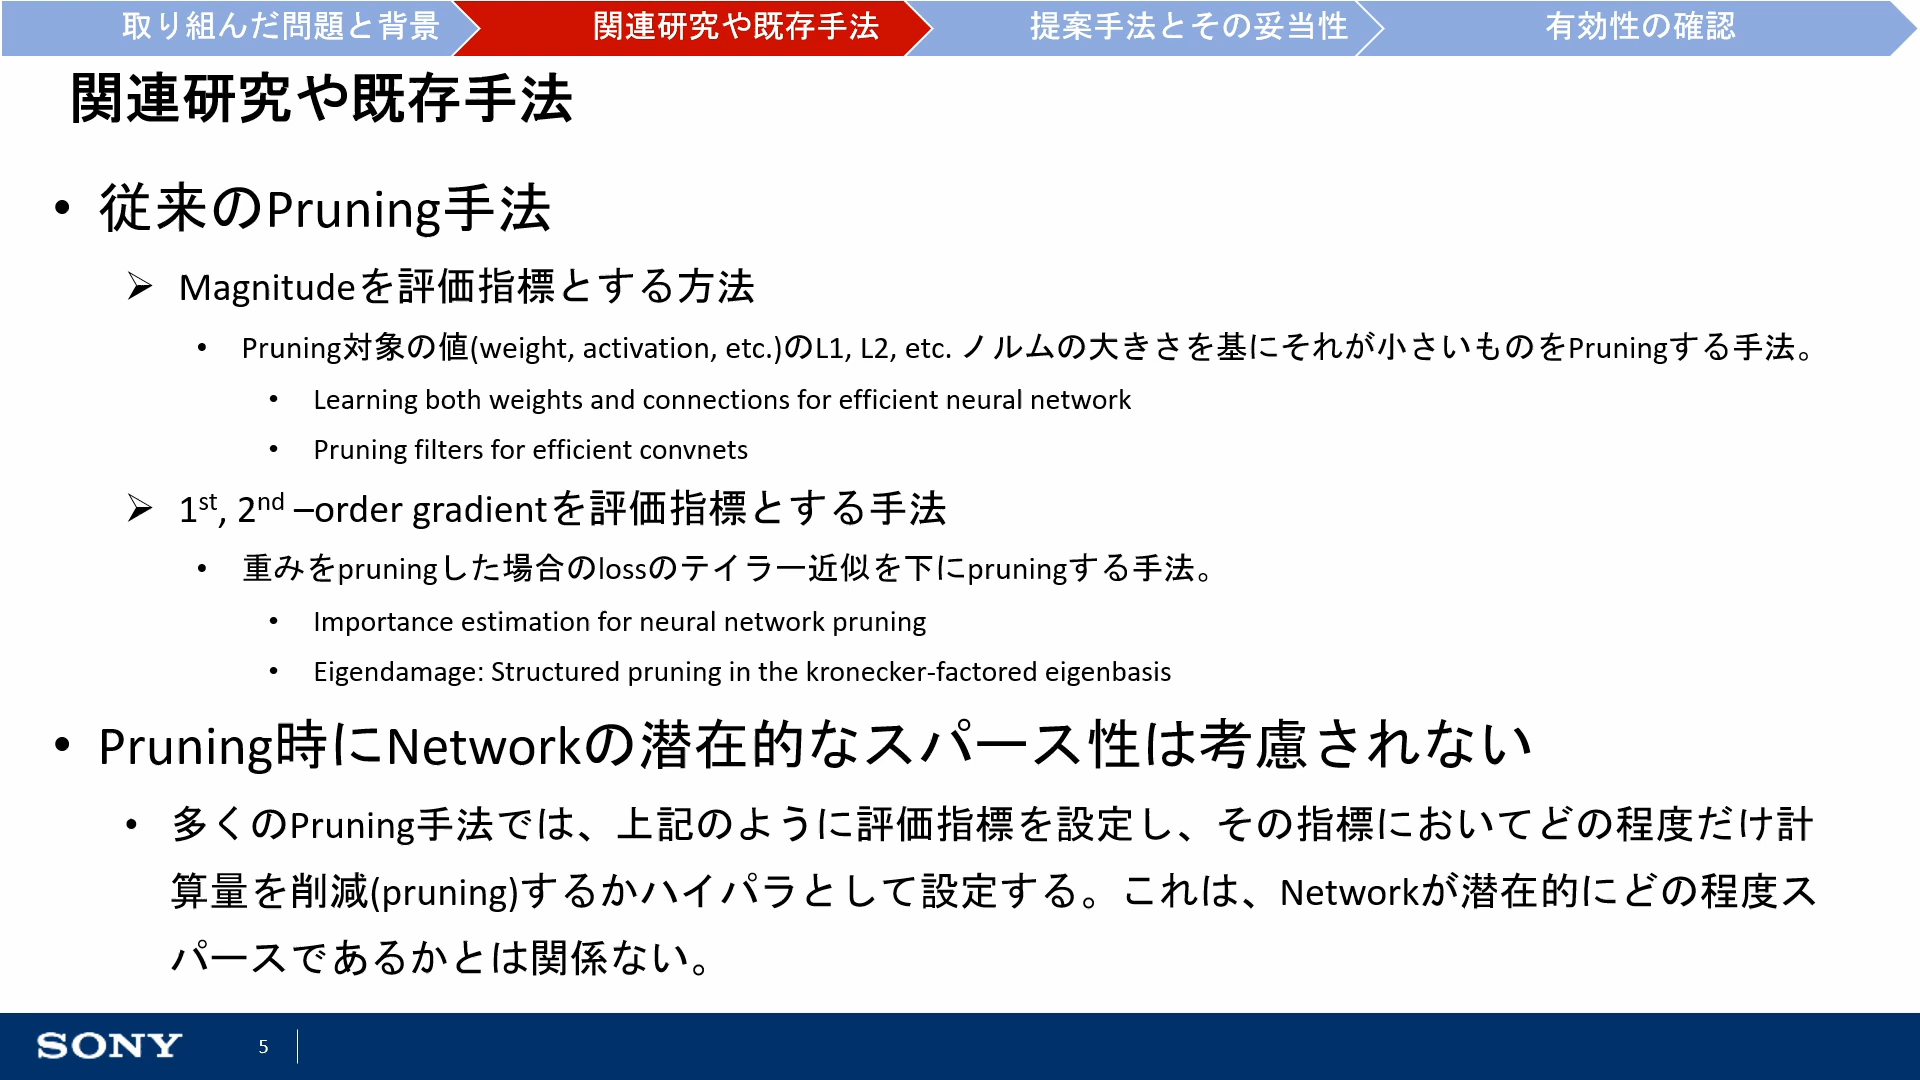 取り組んだ問題と背景
関連研究や既存手法
提案手法とその妥当性
有効性の確認
関連研究や既存手法
• 従来のPruning手法
➢ Magnitudeを評価指標とする方法
• Pruning対象の値(weight, activation, etc.)のL1, L2, etc. ノルムの大きさを基にそれが小さいものをPruningする手法。
• Learning both weights and connections for efficient neural network
• Pruning filters for efficient convnets
➢ 1st, 2nd –order gradientを評価指標とする手法
• 重みをpruningした場合のlossのテイラー近似を下にpruningする手法。
• Importance estimation for neural network pruning
• Eigendamage: Structured pruning in the kronecker-factored eigenbasis
• Pruning時にNetworkの潜在的なスパース性は考慮されない
• 多くのPruning手法では、上記のように評価指標を設定し、その指標においてどの程度だけ計
算量を削減(pruning)するかハイパラとして設定する。これは、Networkが潜在的にどの程度ス
パースであるかとは関係ない。
SONY
5